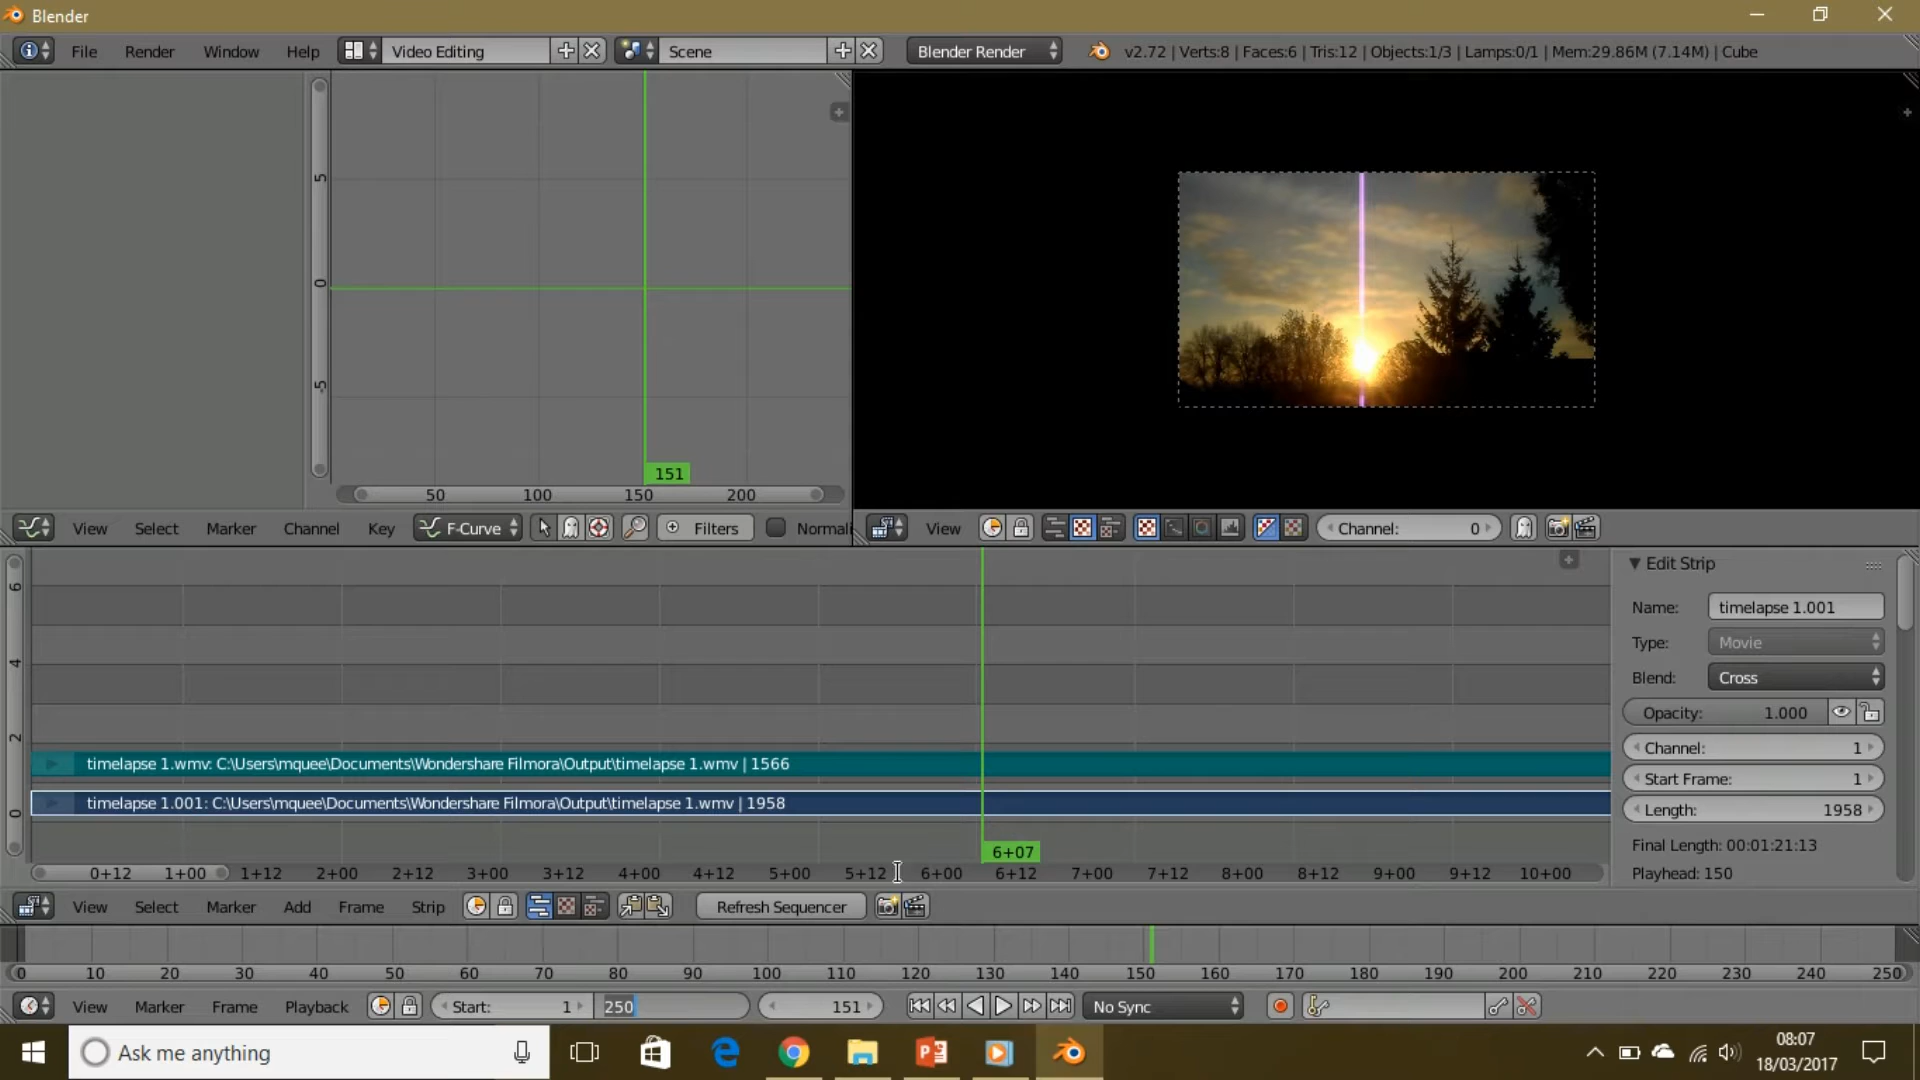 Blender
File Render Window Help Video Editing Scene Blender Render v2.72 | Verts:8 | Faces:6 | Tris:12 | Objects:1/3 | Lamps:0/1 | Mem:29.86M (7.14M) | Cube
5
0
-5
151
50 100 150 200
View Select Marker Channel Key F-Curve Filters Normali
View Channel: 0
6
4
2
0
timelapse 1.wmv: C:\Users\mquee\Documents\Wondershare Filmora\Output\timelapse 1.wmv | 1566
timelapse 1.001: C:\Users\mquee\Documents\Wondershare Filmora\Output\timelapse 1.wmv | 1958
6+07
0+12 1+00 1+12 2+00 2+12 3+00 3+12 4+00 4+12 5+00 5+12 6+00 6+12 7+00 7+12 8+00 8+12 9+00 9+12 10+00
Edit Strip
Name: timelapse 1.001
Type: Movie
Blend: Cross
Opacity: 1.000
Channel: 1
Start Frame: 1
Length: 1958
Final Length: 00:01:21:13
Playhead: 150
View Select Marker Add Frame Strip Refresh Sequencer
0 10 20 30 40 50 60 70 80 90 100 110 120 130 140 150 160 170 180 190 200 210 220 230 240 250
View Marker Frame Playback Start: 1 250 151 No Sync
Ask me anything
08:07
18/03/2017